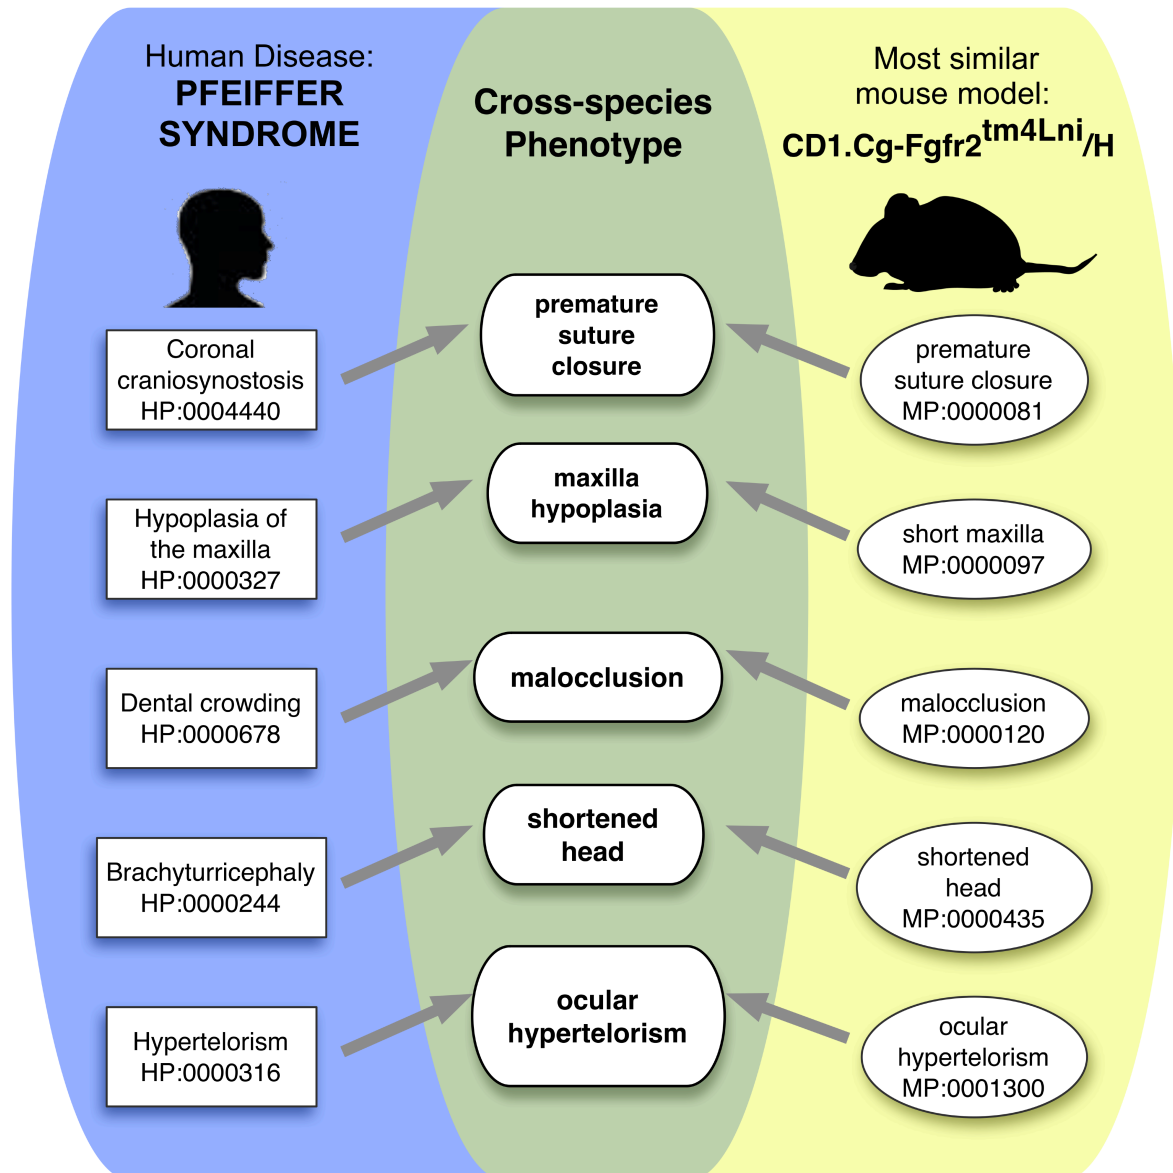 Human Disease:
PFEIFFER
SYNDROME
Cross-species
Phenotype
Most similar
mouse model:
CD1.Cg-Fgfr2tm4Lni/H
Coronal
craniosynostosis
HP:0004440
premature
suture
closure
premature
suture closure
MP:0000081
Hypoplasia of
the maxilla
HP:0000327
maxilla
hypoplasia
short maxilla
MP:0000097
Dental crowding
HP:0000678
malocclusion
malocclusion
MP:0000120
Brachyturricephaly
HP:0000244
shortened
head
shortened
head
MP:0000435
Hypertelorism
HP:0000316
ocular
hypertelorism
ocular
hypertelorism
MP:0001300